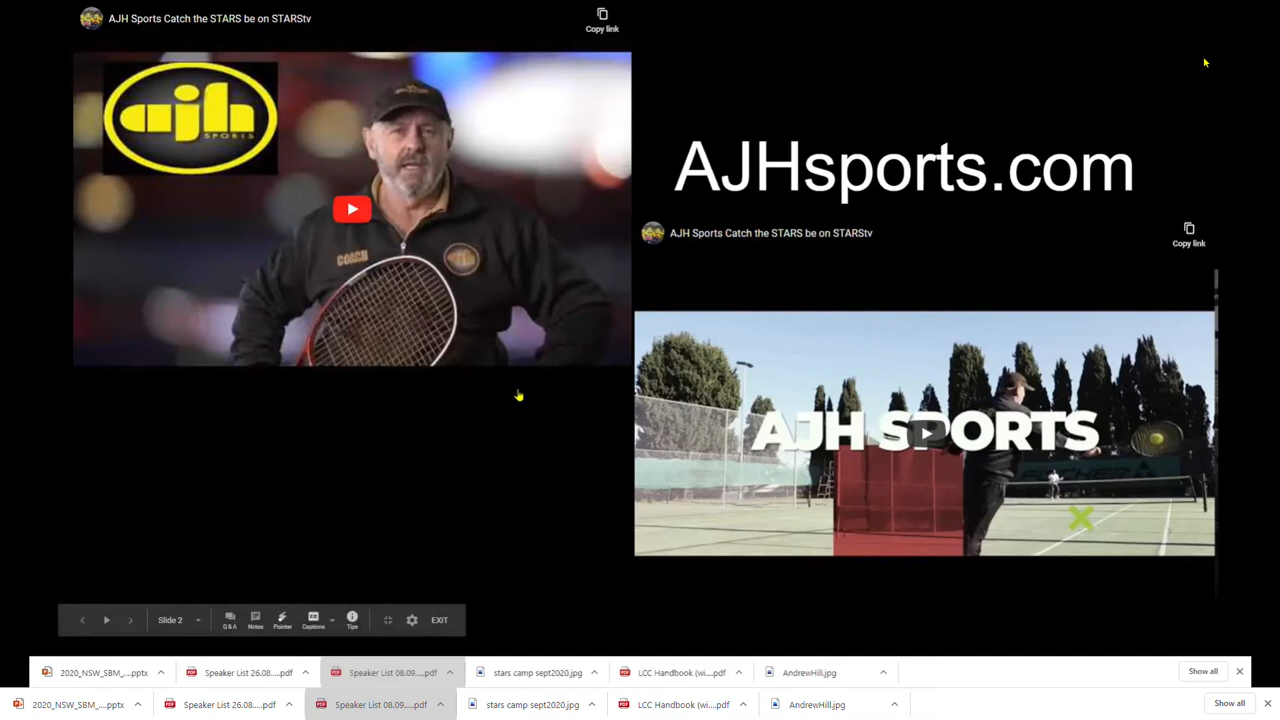 AJH Sports Catch the STARS be on STARStv
Copy link
ajh
SPORTS
COACH
AJHsports.com
AJH Sports Catch the STARS be on STARStv
Copy link
AJH SPORTS
FISCHER
Slide 2
Q&A
Notes
Pointer
Captions
Tips
EXIT
2020_NSW_SBM_....pptx
Speaker List 26.08.....pdf
Speaker List 08.09.....pdf
stars camp sept2020.jpg
LCC Handbook (wi....pdf
AndrewHill.jpg
Show all
2020_NSW_SBM_....pptx
Speaker List 26.08.....pdf
Speaker List 08.09.....pdf
stars camp sept2020.jpg
LCC Handbook (wi....pdf
AndrewHill.jpg
Show all